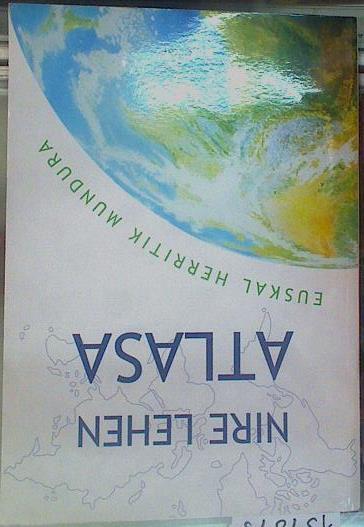 NIRE LEHEN
ATLASA
EUSKAL HERRITIK MUNDURA